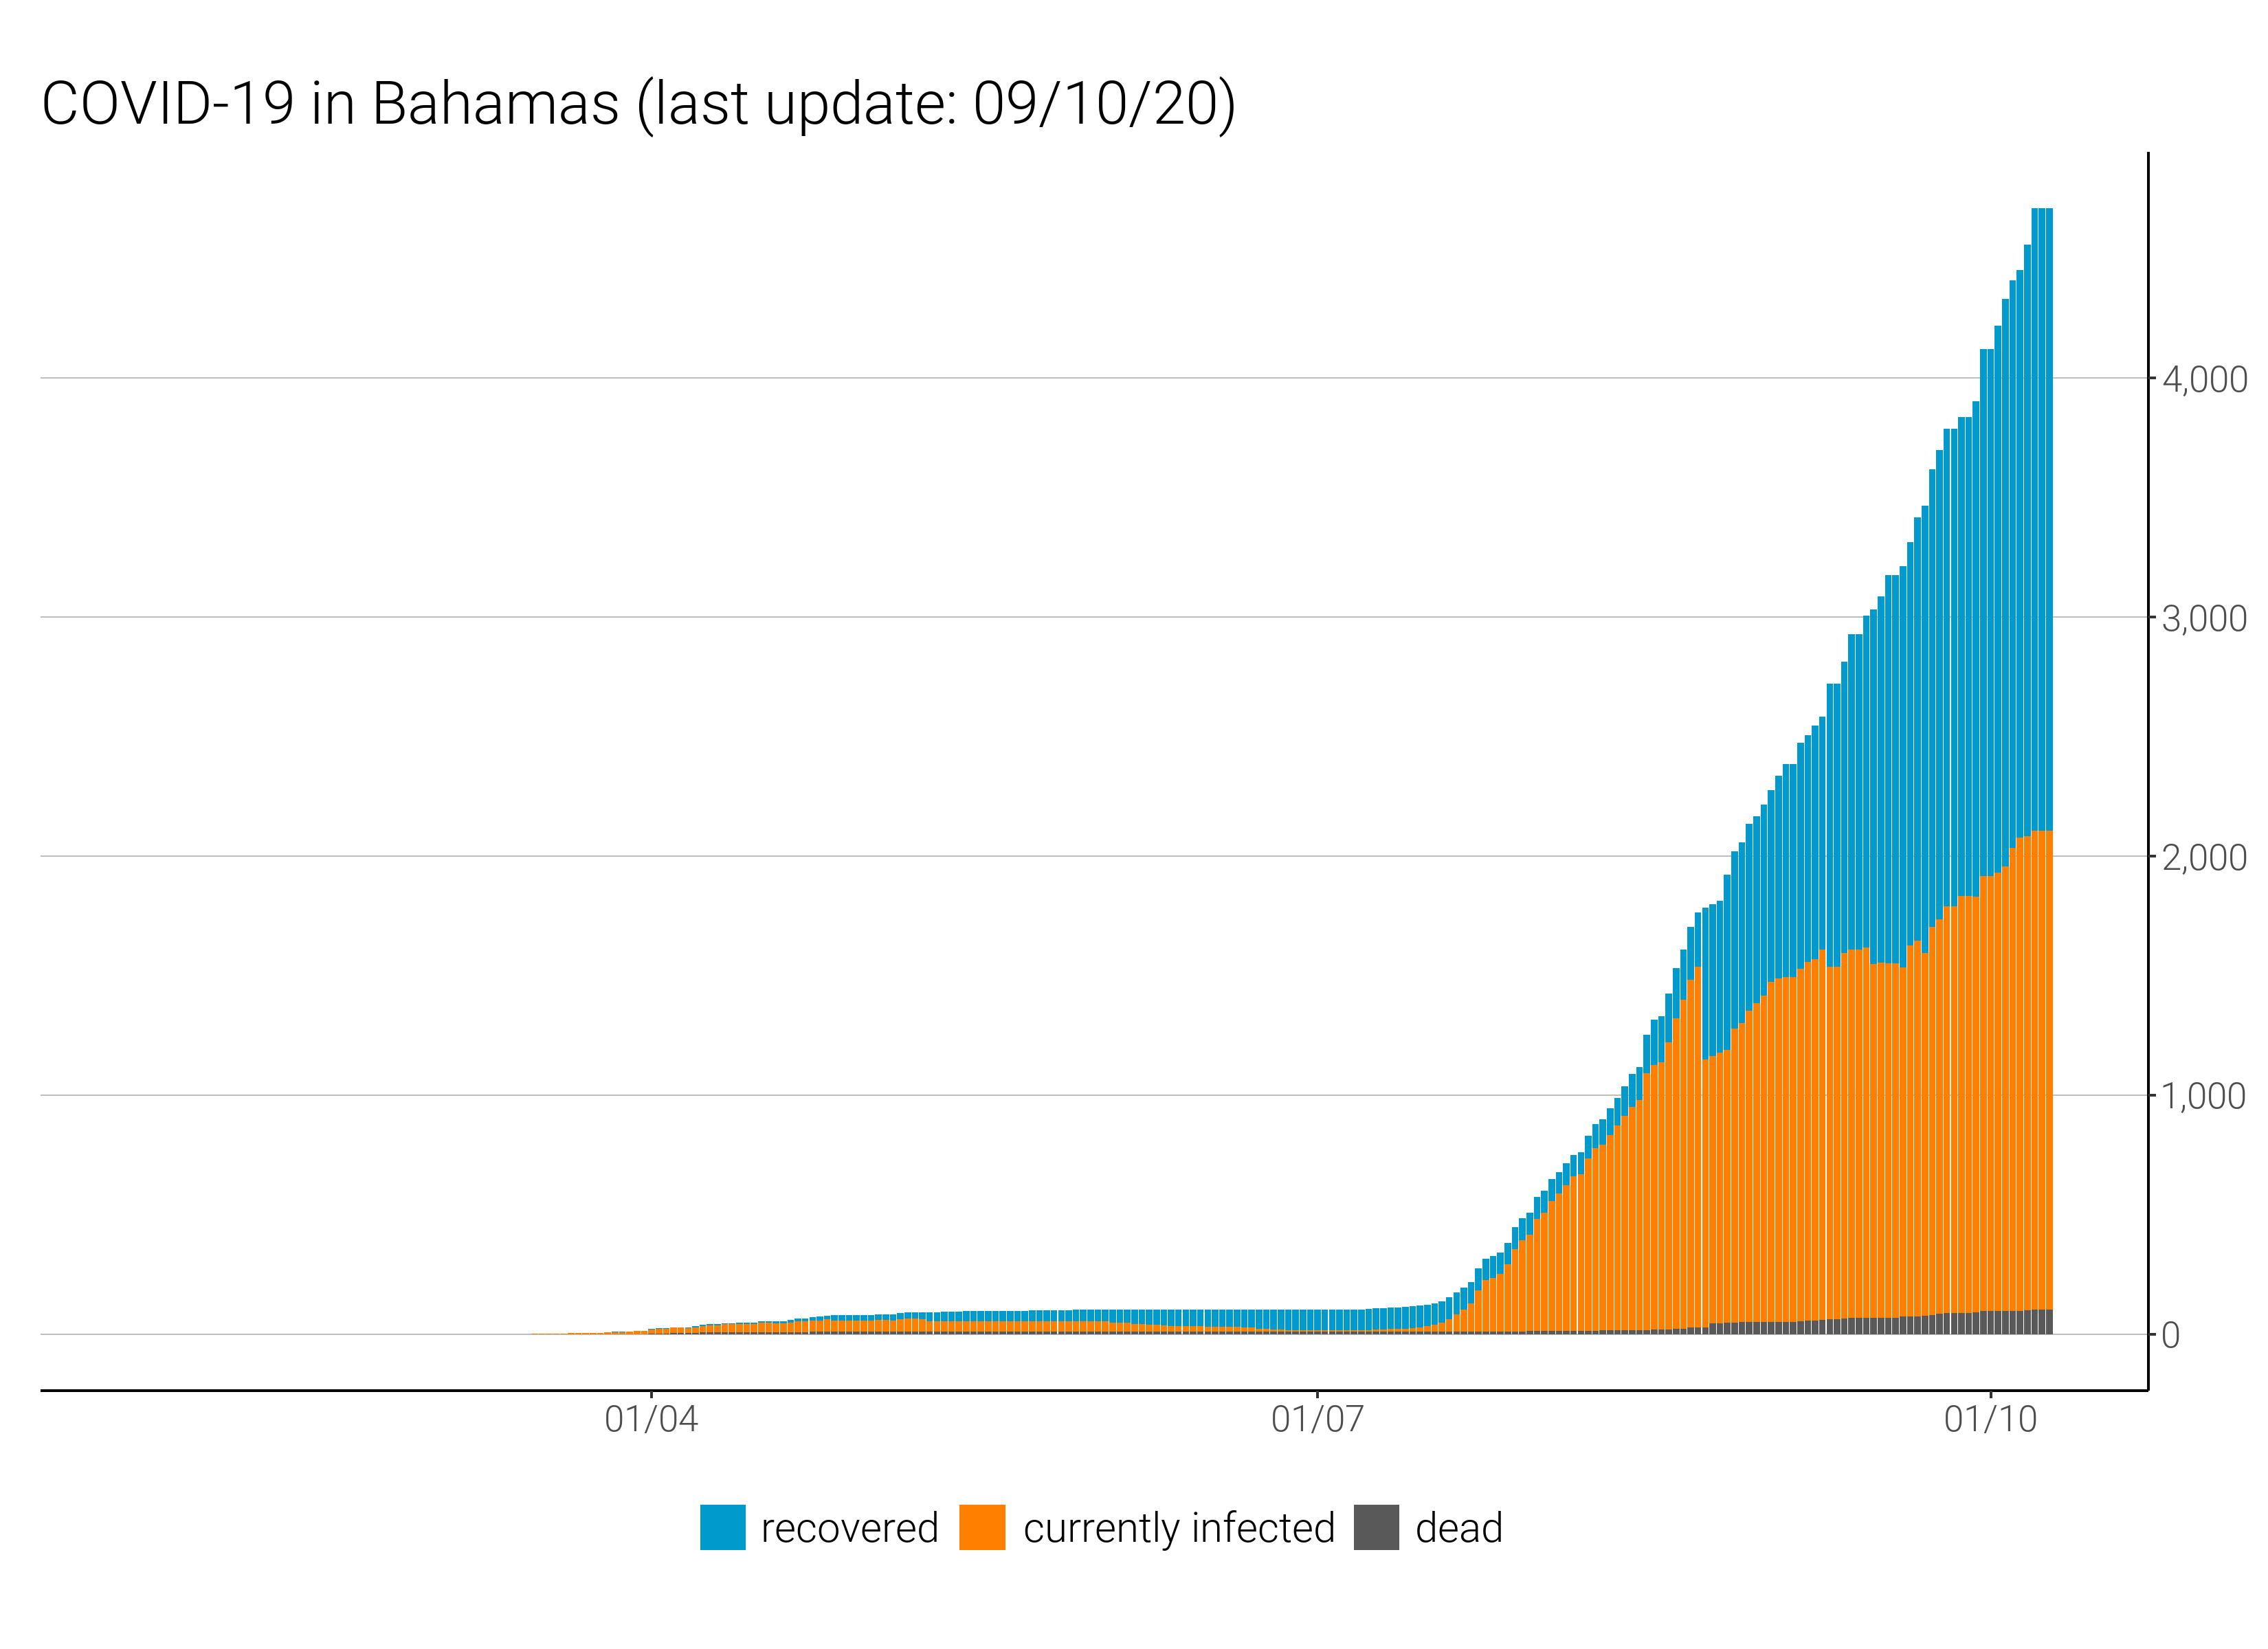 COVID-19 in Bahamas (last update: 09/10/20)
4,000
3,000
2,000
1,000
0
01/04 01/07 01/10
recovered currently infected dead